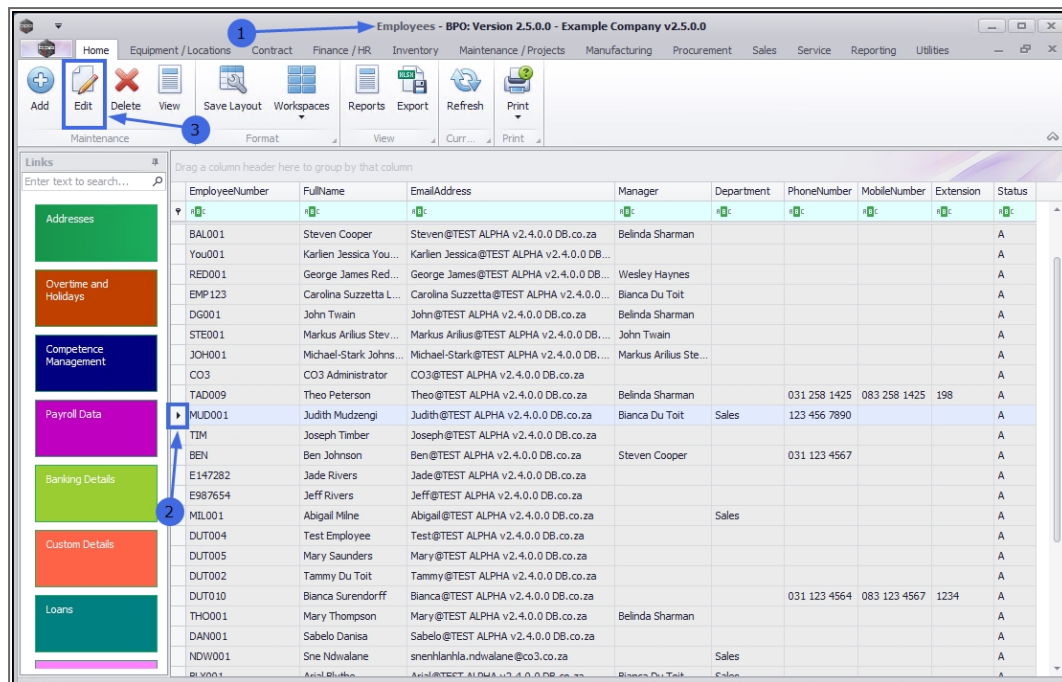 Employees - BPO: Version 2.5.0.0 - Example Company v2.5.0.0
1
Home Equipment / Locations Contract Finance / HR Inventory Maintenance / Projects Manufacturing Procurement Sales Service Reporting Utilities
Add Edit Delete View Save Layout Workspaces Reports Export Refresh Print
3
Maintenance Format View Curr... Print
Links
Drag a column header here to group by that column
Enter text to search...
EmployeeNumber FullName EmailAddress Manager Department PhoneNumber MobileNumber Extension Status
Addresses
BAL001 Steven Cooper Steven@TEST ALPHA v2.4.0.0 DB.co.za Belinda Sharman A
You001 Karlien Jessica You... Karlien Jessica@TEST ALPHA v2.4.0.0 DB... A
RED001 George James Red... George James@TEST ALPHA v2.4.0.0 DB... Wesley Haynes A
Overtime and
Holidays
EMP123 Carolina Suzzetta L... Carolina Suzzetta@TEST ALPHA v2.4.0.0... Bianca Du Toit A
DG001 John Twain John@TEST ALPHA v2.4.0.0 DB.co.za Belinda Sharman A
STE001 Markus Arilius Stev... Markus Arilius@TEST ALPHA v2.4.0.0 DB.... John Twain A
Competence
Management
JOH001 Michael-Stark Johns... Michael-Stark@TEST ALPHA v2.4.0.0 DB.... Markus Arilius Ste... A
CO3 CO3 Administrator CO3@TEST ALPHA v2.4.0.0 DB.co.za A
TAD009 Theo Peterson Theo@TEST ALPHA v2.4.0.0 DB.co.za Belinda Sharman 031 258 1425 083 258 1425 198 A
Payroll Data
MUD001 Judith Mudzengi Judith@TEST ALPHA v2.4.0.0 DB.co.za Bianca Du Toit Sales 123 456 7890 A
TIM Joseph Timber Joseph@TEST ALPHA v2.4.0.0 DB.co.za A
BEN Ben Johnson Ben@TEST ALPHA v2.4.0.0 DB.co.za Steven Cooper 031 123 4567 A
Banking Details
E147282 Jade Rivers Jade@TEST ALPHA v2.4.0.0 DB.co.za A
E987654 Jeff Rivers Jeff@TEST ALPHA v2.4.0.0 DB.co.za A
2
MIL001 Abigail Milne Abigail@TEST ALPHA v2.4.0.0 DB.co.za Sales A
DUT004 Test Employee Test@TEST ALPHA v2.4.0.0 DB.co.za A
Custom Details
DUT005 Mary Saunders Mary@TEST ALPHA v2.4.0.0 DB.co.za A
DUT002 Tammy Du Toit Tammy@TEST ALPHA v2.4.0.0 DB.co.za A
DUT010 Bianca Surendorff Bianca@TEST ALPHA v2.4.0.0 DB.co.za 031 123 4564 083 123 4567 1234 A
Loans
THO001 Mary Thompson Mary@TEST ALPHA v2.4.0.0 DB.co.za Belinda Sharman A
DAN001 Sabelo Danisa Sabelo@TEST ALPHA v2.4.0.0 DB.co.za A
NDW001 Sne Ndwalane snenhlanhla.ndwalane@co3.co.za Sales A